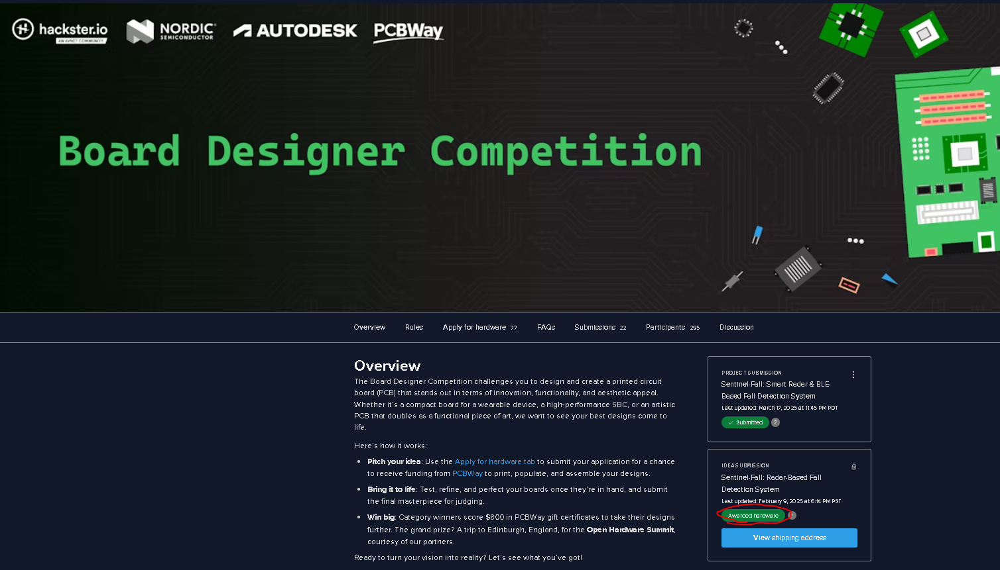 hackster.io
AN AVNET COMMUNITY
NORDIC®
SEMICONDUCTOR
AUTODESK
PCBWay
Board Designer Competition
Overview
Rules
Apply for hardware 77
FAQs
Submissions 22
Participants 295
Discussion
Overview
The Board Designer Competition challenges you to design and create a printed circuit
board (PCB) that stands out in terms of innovation, functionality, and aesthetic appeal.
Whether it's a compact board for a wearable device, a high-performance SBC, or an artistic
PCB that doubles as a functional piece of art, we want to see your best designs come to
life.
Here's how it works:
• Pitch your idea: Use the Apply for hardware tab to submit your application for a chance
to receive funding from PCBWay to print, populate, and assemble your designs.
• Bring it to life: Test, refine, and perfect your boards once they're in hand, and submit
the final masterpiece for judging.
• Win big: Category winners score $800 in PCBWay gift certificates to take their designs
further. The grand prize? A trip to Edinburgh, England, for the Open Hardware Summit,
courtesy of our partners.
Ready to turn your vision into reality? Let's see what you've got!
PROJECT SUBMISSION
Sentinel-Fall: Smart Radar & BLE-
Based Fall Detection System
Last updated: March 17, 2025 at 11:45 PM PDT
✓ Submitted ?
IDEA SUBMISSION
Sentinel-Fall: Radar-Based Fall
Detection System
Last updated: February 9, 2025 at 6:14 PM PST
Awarded hardware
View shipping address